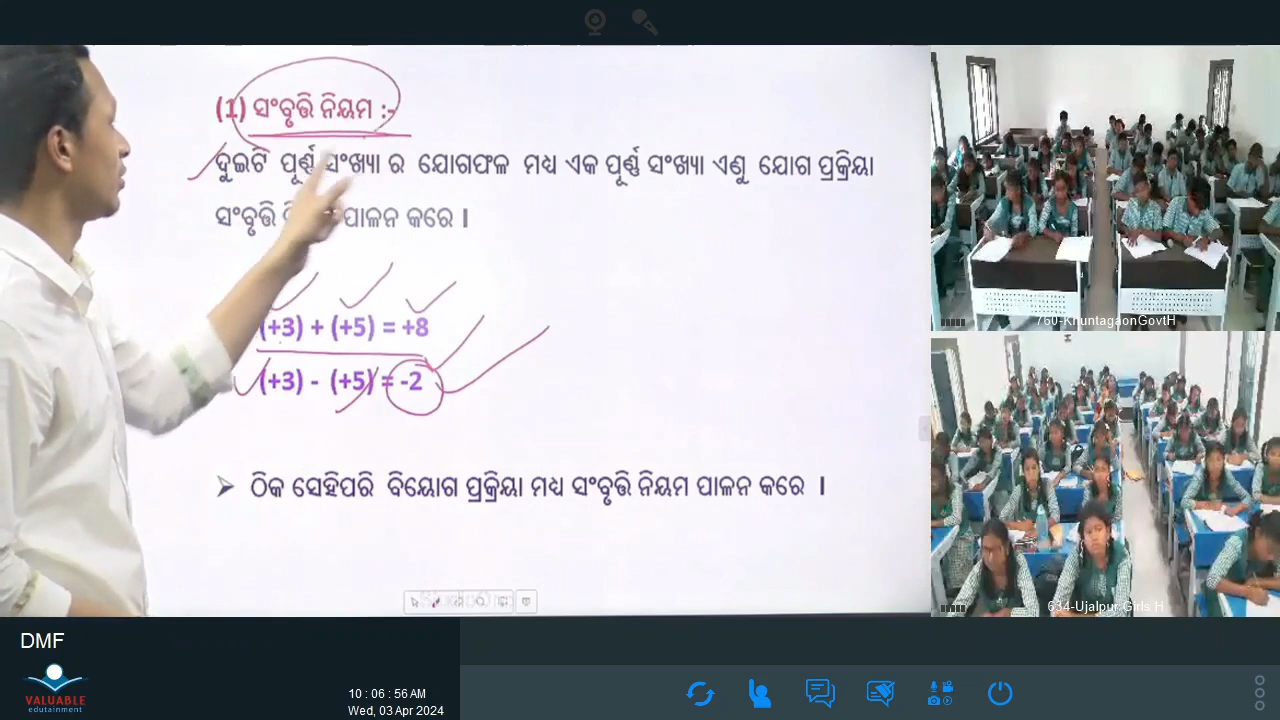 (1) ସଂବୃତ୍ତି ନିୟମ :-
ଦୁଇଟି ପୂର୍ଣ୍ଣ ସଂଖ୍ୟା ର ଯୋଗଫଳ ମଧ୍ୟ ଏକ ପୂର୍ଣ୍ଣ ସଂଖ୍ୟା ଏଣୁ ଯୋଗ ପ୍ରକ୍ରିୟା
ସଂବୃତ୍ତି ପାଳନ କରେ ।
(+3) + (+5) = +8
(+3) - (+5) = -2
➤ ଠିକ ସେହିପରି ବିୟୋଗ ପ୍ରକ୍ରିୟା ମଧ୍ୟ ସଂବୃତ୍ତି ନିୟମ ପାଳନ କରେ ।
760-KhuntagaonGovtH
634-Ujalpur Girls H
DMF
VALUABLE
edutainment
10 : 06 : 56 AM
Wed, 03 Apr 2024